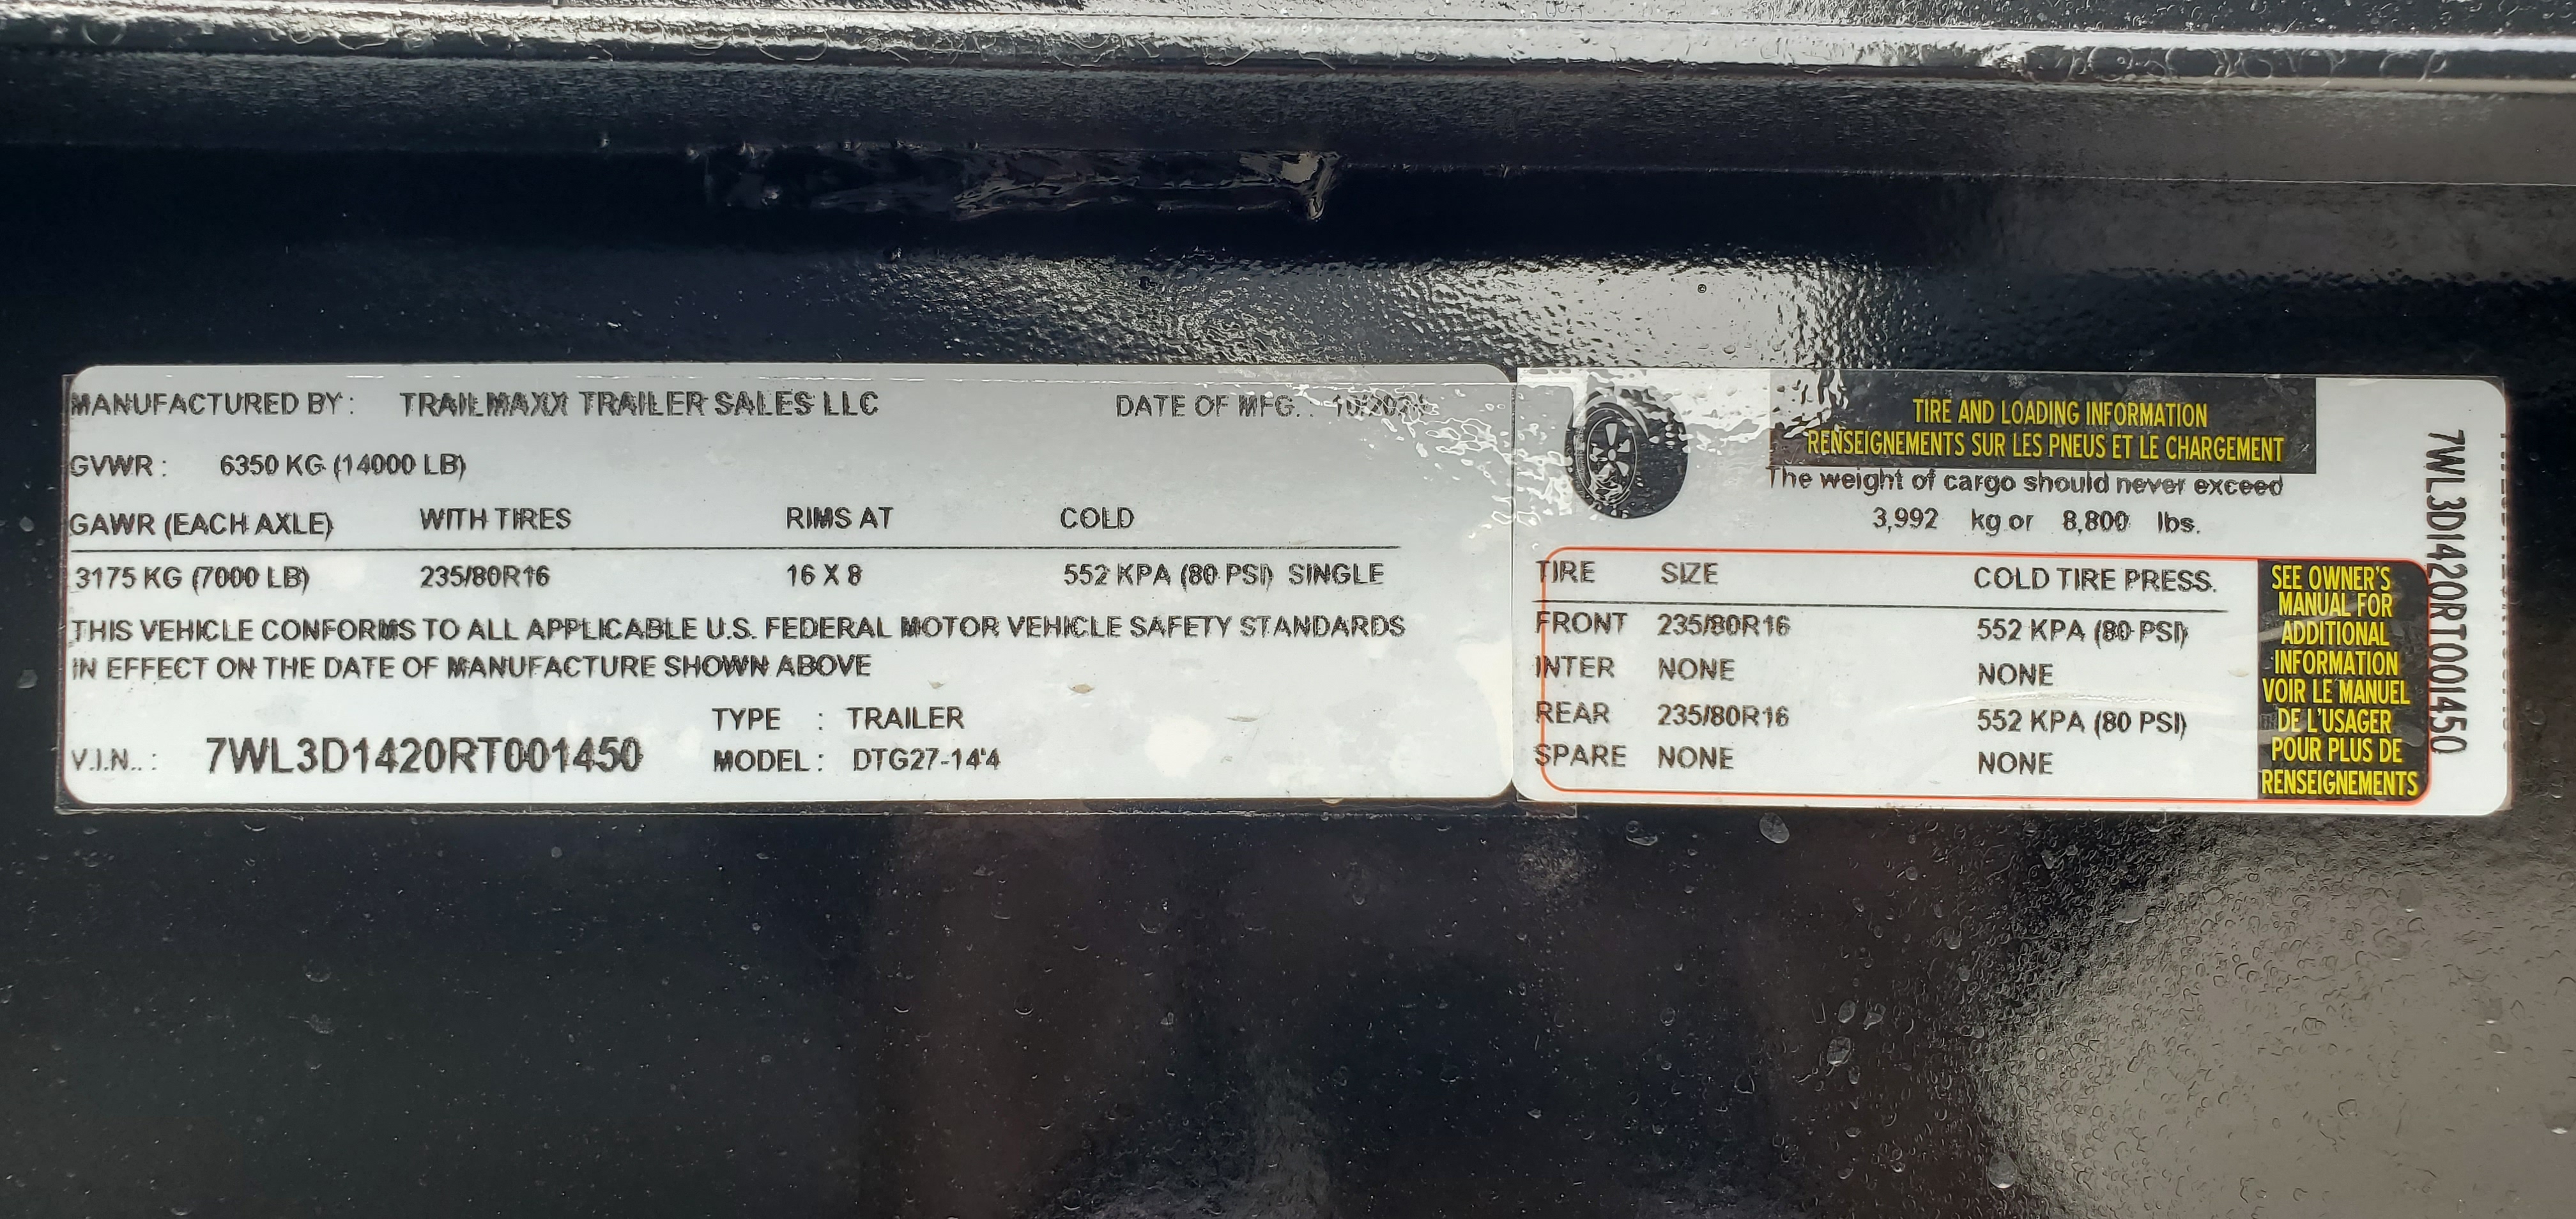 MANUFACTURED BY : TRAILMAXX TRAILER SALES LLC DATE OF MFG. :
GVWR : 6350 KG (14000 LB)
GAWR (EACH AXLE) WITH TIRES RIMS AT COLD
3175 KG (7000 LB) 235/80R16 16 X 8 552 KPA (80 PSI) SINGLE
THIS VEHICLE CONFORMS TO ALL APPLICABLE U.S. FEDERAL MOTOR VEHICLE SAFETY STANDARDS
IN EFFECT ON THE DATE OF MANUFACTURE SHOWN ABOVE
TYPE : TRAILER
V.I.N.. : 7WL3D1420RT001450 MODEL : DTG27-14'4
TIRE AND LOADING INFORMATION
RENSEIGNEMENTS SUR LES PNEUS ET LE CHARGEMENT
The weight of cargo should never exceed
3,992 kg or 8,800 lbs.
TIRE SIZE COLD TIRE PRESS.
FRONT 235/80R16 552 KPA (80 PSI)
INTER NONE NONE
REAR 235/80R16 552 KPA (80 PSI)
SPARE NONE NONE
SEE OWNER'S
MANUAL FOR
ADDITIONAL
INFORMATION
VOIR LE MANUEL
DE L'USAGER
POUR PLUS DE
RENSEIGNEMENTS
7WL3D1420RT001450